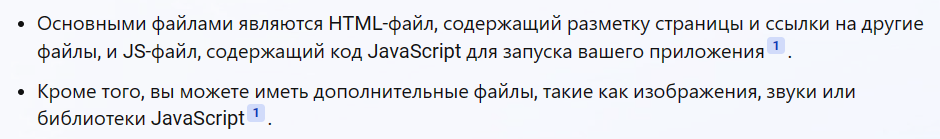 • Основными файлами являются HTML-файл, содержащий разметку страницы и ссылки на другие
файлы, и JS-файл, содержащий код JavaScript для запуска вашего приложения 1 .
• Кроме того, вы можете иметь дополнительные файлы, такие как изображения, звуки или
библиотеки JavaScript 1 .